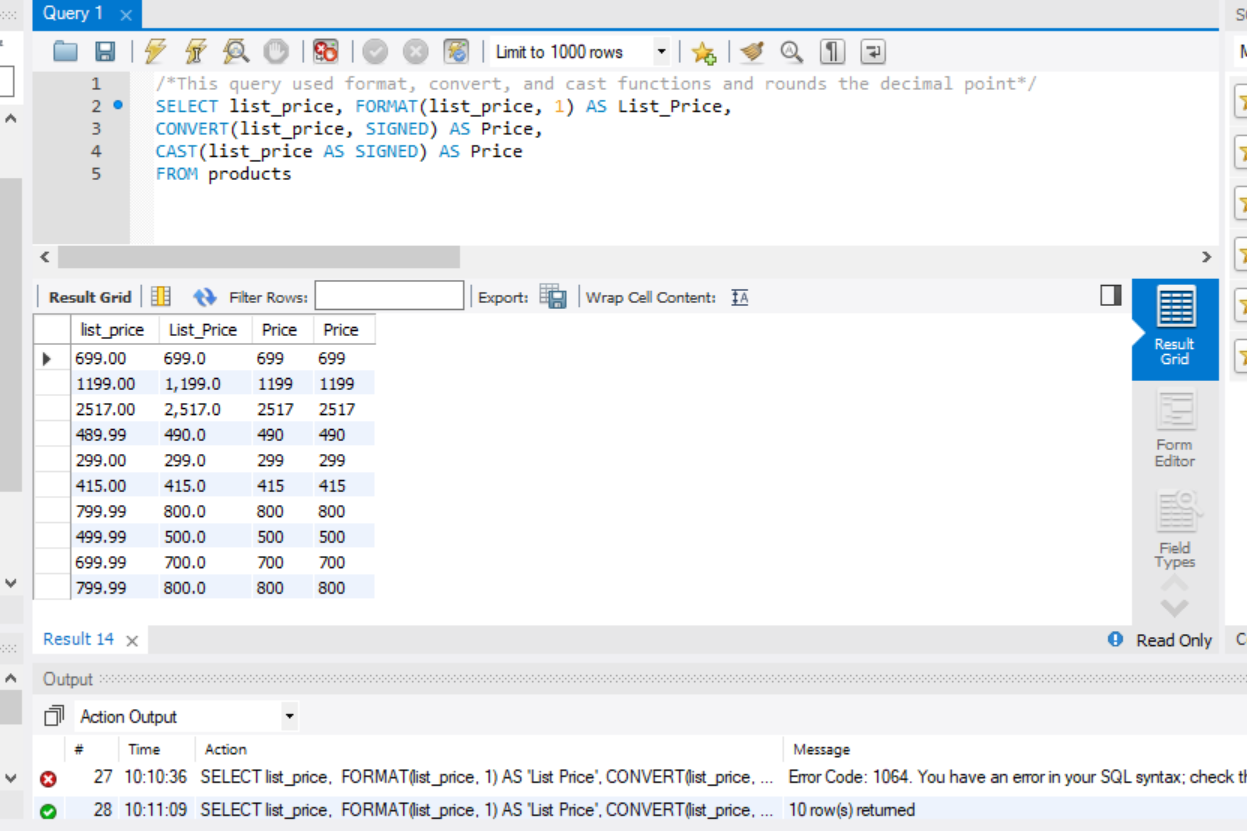 Query 1
Limit to 1000 rows
1 /*This query used format, convert, and cast functions and rounds the decimal point*/
2 SELECT list_price, FORMAT(list_price, 1) AS List_Price,
3 CONVERT(list_price, SIGNED) AS Price,
4 CAST(list_price AS SIGNED) AS Price
5 FROM products
Result Grid Filter Rows: Export: Wrap Cell Content:
list_price List_Price Price Price
699.00 699.0 699 699
1199.00 1,199.0 1199 1199
2517.00 2,517.0 2517 2517
489.99 490.0 490 490
299.00 299.0 299 299
415.00 415.0 415 415
799.99 800.0 800 800
499.99 500.0 500 500
699.99 700.0 700 700
799.99 800.0 800 800
Result
Grid
Form
Editor
Field
Types
Result 14
Read Only
Output
Action Output
# Time Action Message
27 10:10:36 SELECT list_price, FORMAT(list_price, 1) AS 'List Price', CONVERT(list_price, ... Error Code: 1064. You have an error in your SQL syntax; check
28 10:11:09 SELECT list_price, FORMAT(list_price, 1) AS 'List Price', CONVERT(list_price, ... 10 row(s) returned